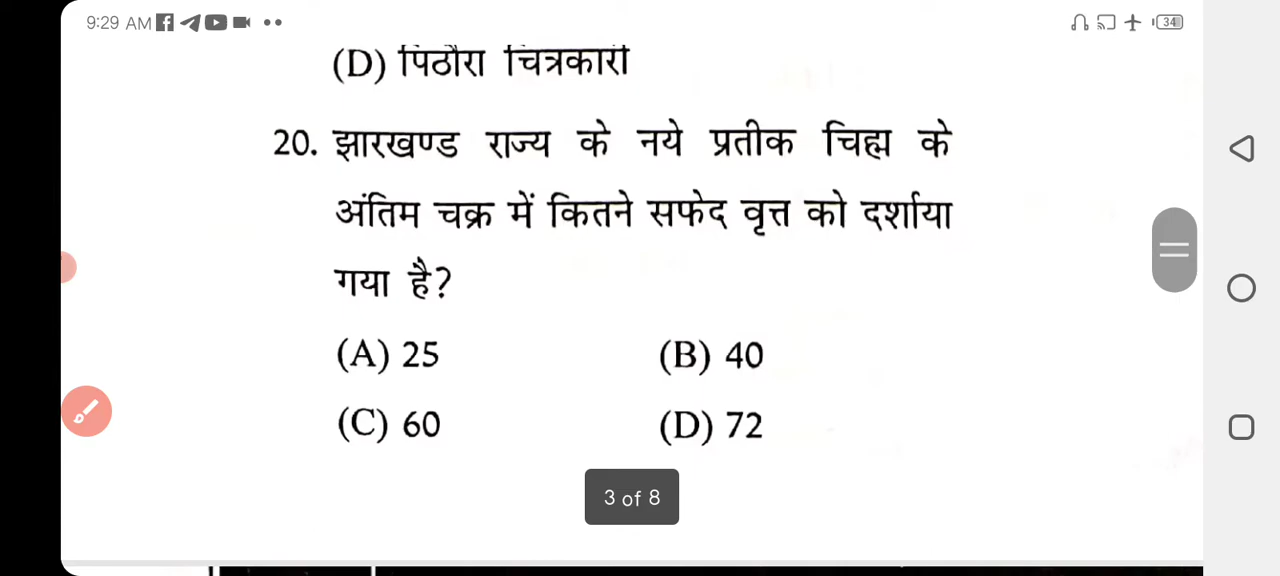 9:29 AM
34
(D) पिठौरा चित्रकारी
20. झारखण्ड राज्य के नये प्रतीक चिह्म के
अंतिम चक्र में कितने सफेद वृत्त को दर्शाया
गया है?
(A) 25 (B) 40
(C) 60 (D) 72
3 of 8